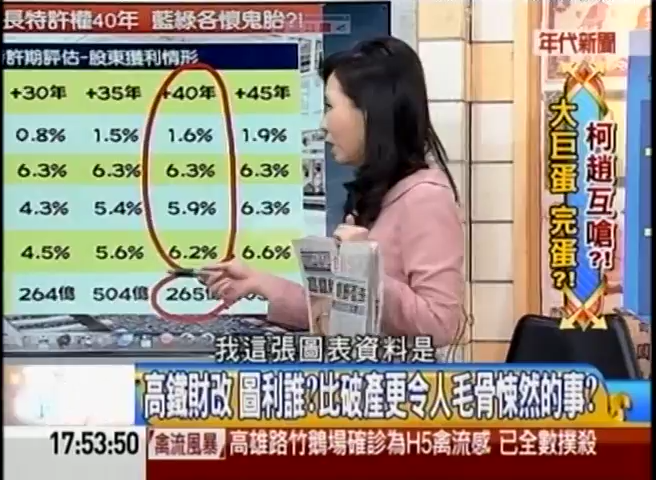 長特許權40年 藍綠各懷鬼胎?!
許期評估-股東獲利情形
+30年 +35年 +40年 +45年
0.8% 1.5% 1.6% 1.9%
6.3% 6.3% 6.3% 6.3%
4.3% 5.4% 5.9% 6.3%
4.5% 5.6% 6.2% 6.6%
264億 504億 265億
年代新聞
柯趙互嗆?!
大巨蛋 完蛋?!
我這張圖表資料是
高鐵財改 圖利誰?比破產更令人毛骨悚然的事?
17:53:50 禽流風暴 高雄路竹鵝場確診為H5禽流感 已全數撲殺